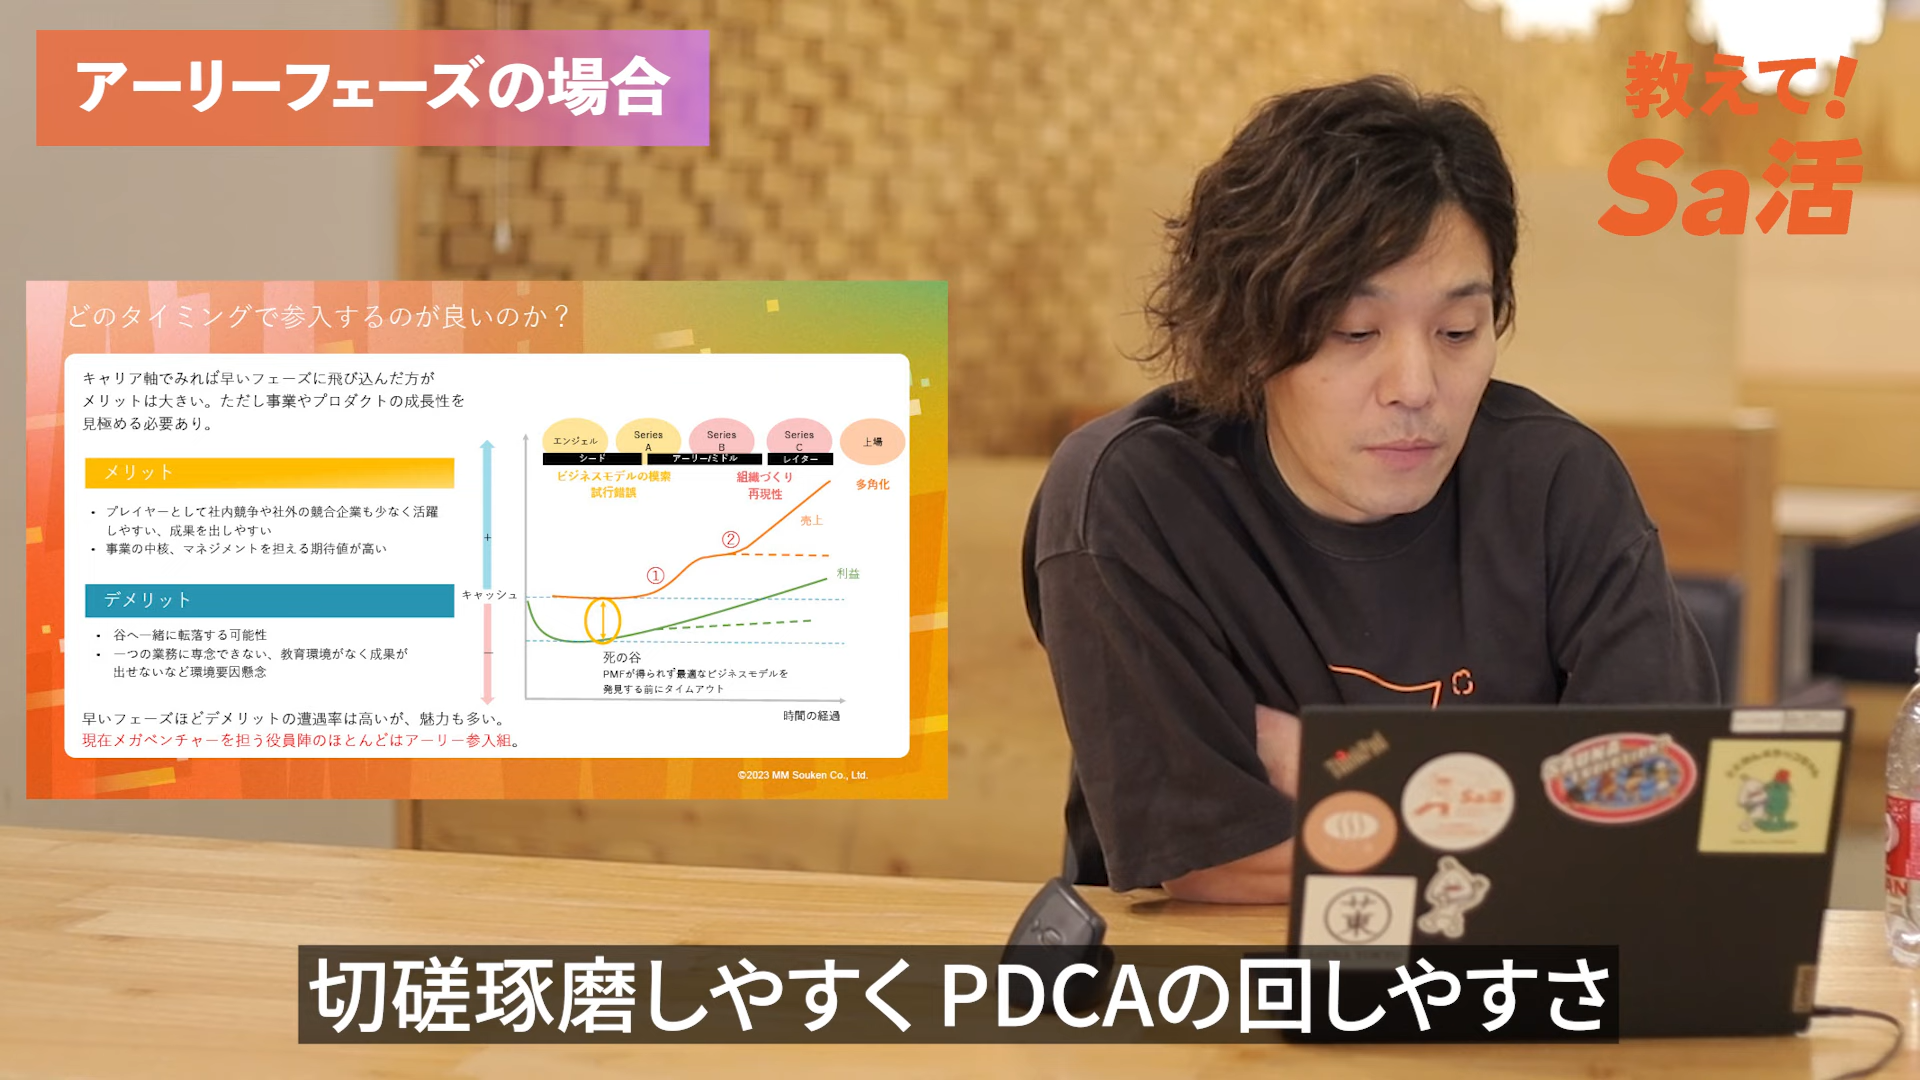 アーリーフェーズの場合
教えて!
Sa活
どのタイミングで参入するのが良いのか？
キャリア軸でみれば早いフェーズに飛び込んだ方が
メリットは大きい。ただし事業やプロダクトの成長性を
見極める必要あり。
メリット
• プレイヤーとして社内競争や社外の競合企業も少なく活躍
しやすい、成果を出しやすい
• 事業の中核、マネジメントを担える期待値が高い
デメリット
• 谷へ一緒に転落する可能性
• 一つの業務に専念できない、教育環境がなく成果が
出せないなど環境要因懸念
早いフェーズほどデメリットの遭遇率は高いが、魅力も多い。
現在メガベンチャーを担う役員陣のほとんどはアーリー参入組。
エンジェル
Series
A
Series
B
Series
C
上場
シード
アーリー/ミドル
レイター
ビジネスモデルの模索
試行錯誤
組織づくり
再現性
多角化
売上
②
①
利益
+
キャッシュ
−
死の谷
PMFが得られず最適なビジネスモデルを
発見する前にタイムアウト
時間の経過
©2023 MM Souken Co., Ltd.
ThinkPad
Sa活
SAUNA
東
切磋琢磨しやすく PDCAの回しやすさ